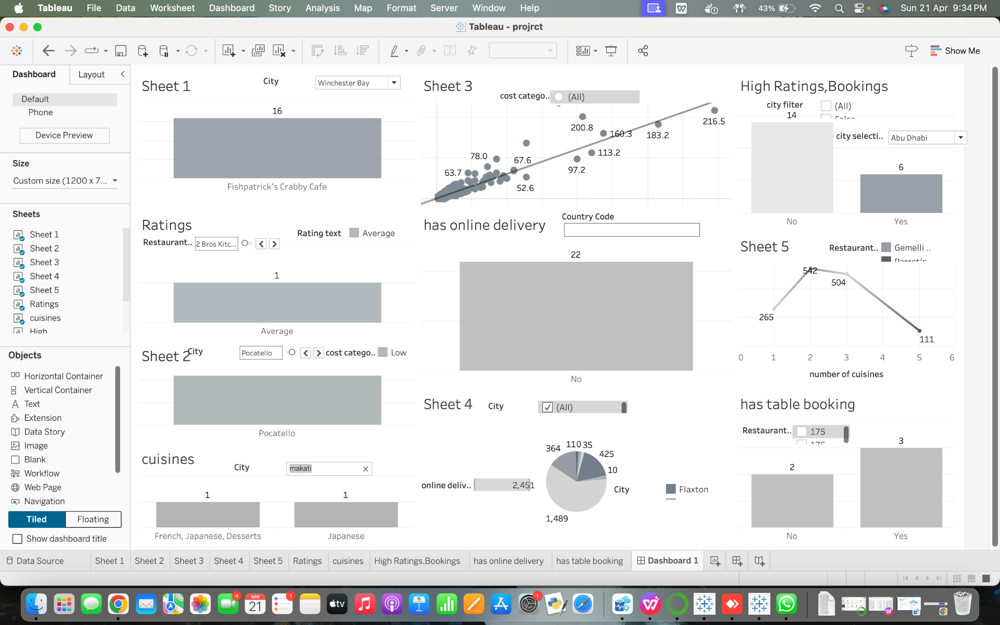 Tableau File Data Worksheet Dashboard Story Analysis Map Format Server Window Help 43% Sun 21 Apr 9:34 PM
Tableau - projrct
Show Me
Dashboard Layout
Default
Phone
Device Preview
Size
Custom size (1200 x 7...
Sheets
Sheet 1
Sheet 2
Sheet 3
Sheet 4
Sheet 5
Ratings
cuisines
High
Objects
Horizontal Container
Vertical Container
Text
Extension
Data Story
Image
Blank
Workflow
Web Page
Navigation
Tiled Floating
Show dashboard title
Sheet 1
City
Winchester Bay
16
Fishpatrick's Crabby Cafe
Ratings
Rating text
Average
Restaurant..
2 Bros Kitc...
1
Average
Sheet 2
City
Pocatello
cost catego..
Low
Pocatello
cuisines
City
makati
1
1
French, Japanese, Desserts
Japanese
Sheet 3
cost catego..
(All)
216.5
200.8
160.3
183.2
113.2
78.0
67.6
97.2
63.7
52.6
has online delivery
Country Code
22
No
Sheet 4
City
(All)
364
110
35
425
10
online deliv..
2,451
City
Flaxton
1,489
High Ratings,Bookings
city filter
(All)
False
14
city selecti..
Abu Dhabi
6
No
Yes
Sheet 5
Restaurant..
Gemelli ..
Parrot's
542
504
265
111
0 1 2 3 4 5 6
number of cuisines
has table booking
Restaurant..
175
176
3
2
No
Yes
Data Source Sheet 1 Sheet 2 Sheet 3 Sheet 4 Sheet 5 Ratings cuisines High Ratings,Bookings has online delivery has table booking Dashboard 1
4
APR
21
1
tv
1
TXT